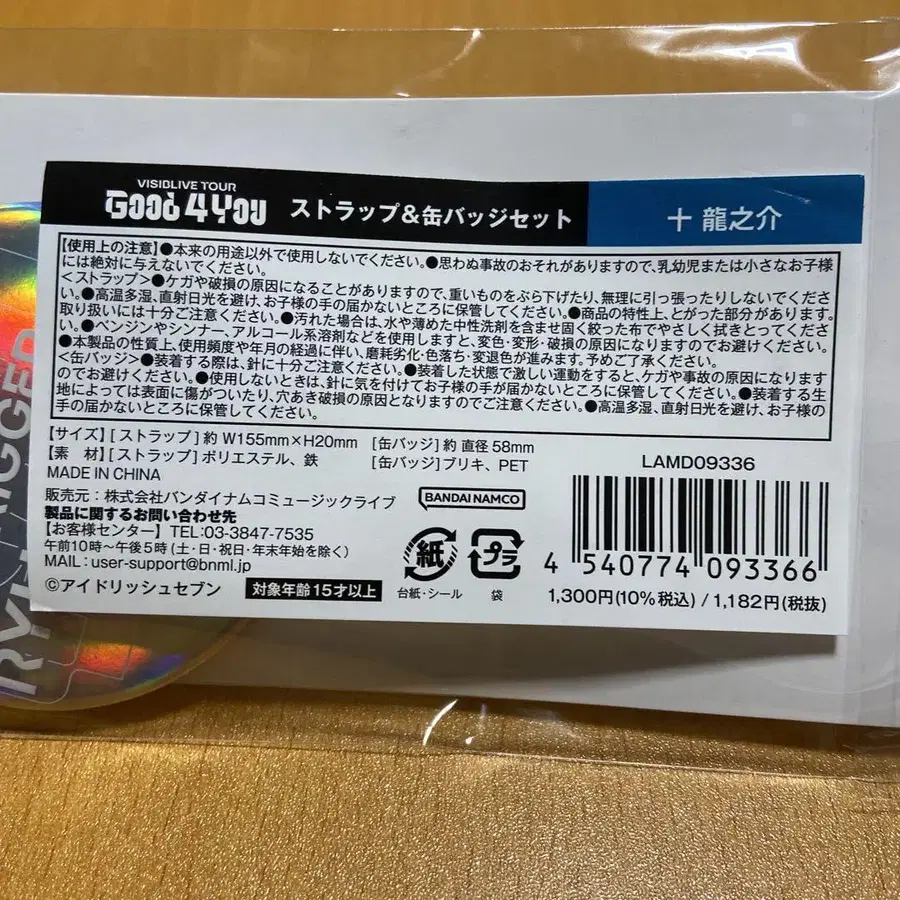 VISIBLIVE TOUR
Good 4 You ストラップ&缶バッジセット 十 龍之介
【使用上の注意】●本来の用途以外で使用しないでください。●思わぬ事故のおそれがありますので、乳幼児または小さなお子様
には絶対に与えないでください。
<ストラップ>●ケガや破損の原因になることがありますので、重いものをぶら下げたり、無理に引っ張ったりしないでくださ
い。●高温多湿、直射日光を避け、お子様の手の届かないところに保管してください。●商品の特性上、とがった部分があります。
取り扱いには十分ご注意ください。●汚れた場合は、水や薄めた中性洗剤を含ませ固く絞った布でやさしく拭きとってくださ
い。●ベンジンやシンナー、アルコール系溶剤などを使用しますと、変色・変形・破損の原因になりますのでお避けください。
●本製品の性質上、使用頻度や年月の経過に伴い、磨耗劣化・色落ち・変退色が進みます。予めご了承ください。
<缶バッジ>●装着する際は、針に十分ご注意ください。●装着した状態で激しい運動をすると、ケガや事故の原因になります
のでお避けください。●使用しないときは、針に気を付けてお子様の手が届かないところに保管してください。●装着する生
地によっては表面に傷がついたり、穴あき破損の原因となりますのでご注意ください。●高温多湿、直射日光を避け、お子様の
手の届かないところに保管してください。
【サイズ】[ストラップ]約 W155mm×H20mm [缶バッジ]約 直径58mm
【素 材】[ストラップ]ポリエステル、鉄 [缶バッジ]ブリキ、PET
MADE IN CHINA
販売元:株式会社バンダイナムコミュージックライブ
BANDAI NAMCO
製品に関するお問い合わせ先
【お客様センター】TEL:03-3847-7535
午前10時~午後5時(土・日・祝日・年末年始を除く)
MAIL:user-support@bnml.jp
©アイドリッシュセブン 対象年齢15才以上
紙
台紙・シール
プラ
袋
LAMD09336
4 540774 093366
1,300円(10%税込)/1,182円(税抜)